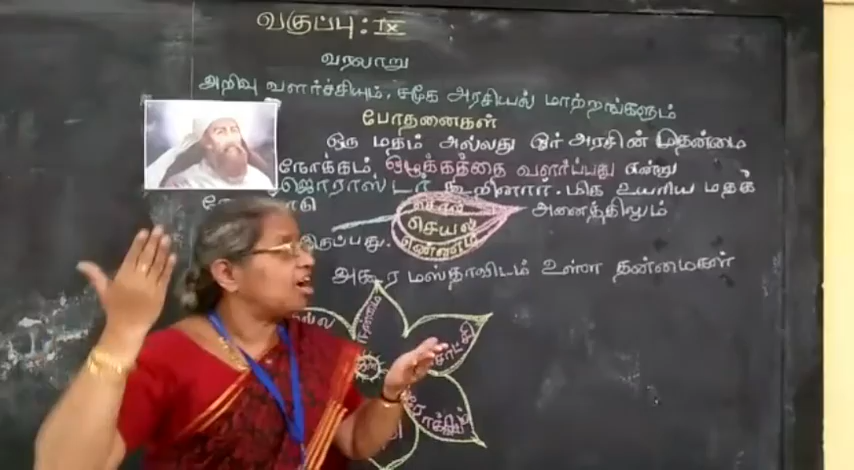 வகுப்பு : IX
வரலாறு
அறிவு வளர்ச்சியும், சமூக அரசியல் மாற்றங்களும்
போதனைகள்
ஒரு மதம் அல்லது ஓர் அரசின் முதன்மை
நோக்கம் ஒழுக்கத்தை வளர்ப்பது என்று
ஜொராஸ்டர் கூறினார். மிக உயரிய மதக்
சொல் அனைத்திலும்
செயல்
இருப்பது. எண்ணம்
அகுர மஸ்தாவிடம் உள்ள தன்மைகள்